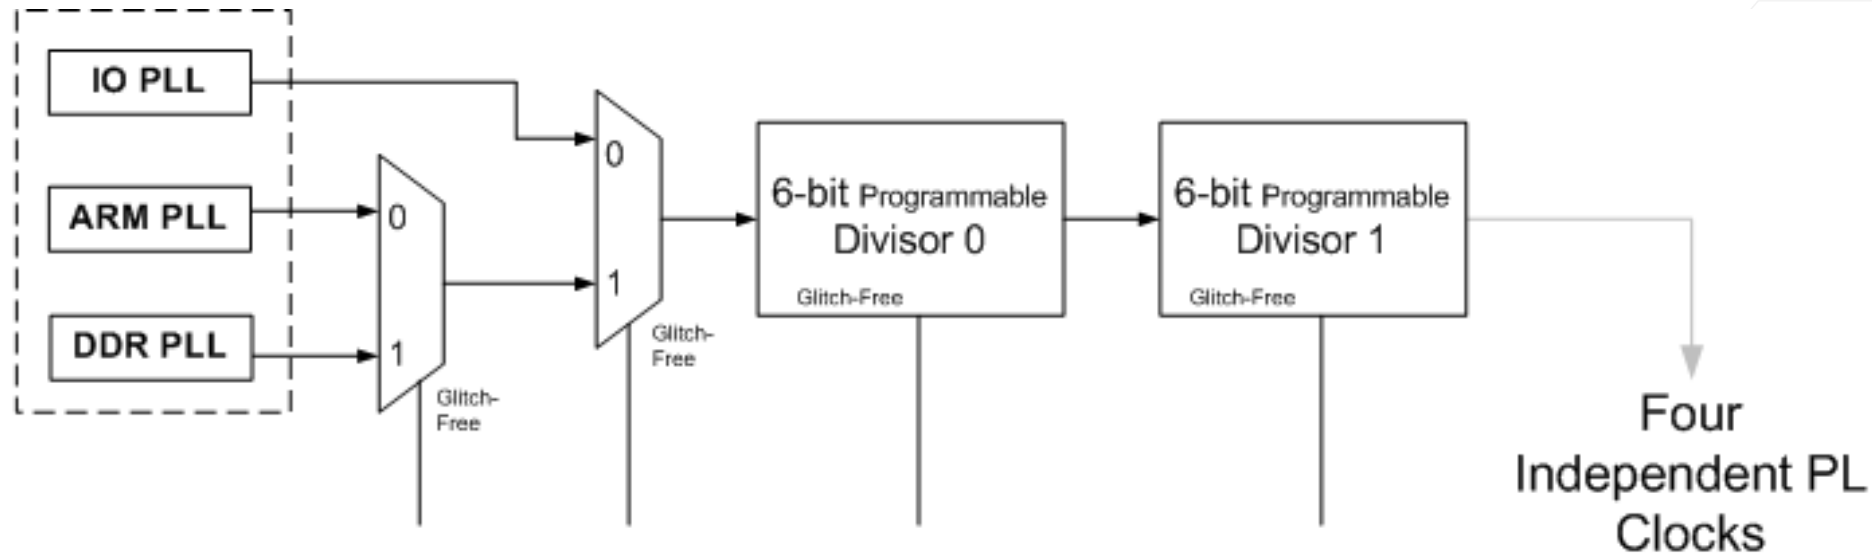 IO PLL
ARM PLL
DDR PLL
0
1
Glitch-
Free
0
1
Glitch-
Free
6-bit Programmable
Divisor 0
Glitch-Free
6-bit Programmable
Divisor 1
Glitch-Free
Four
Independent PL
Clocks